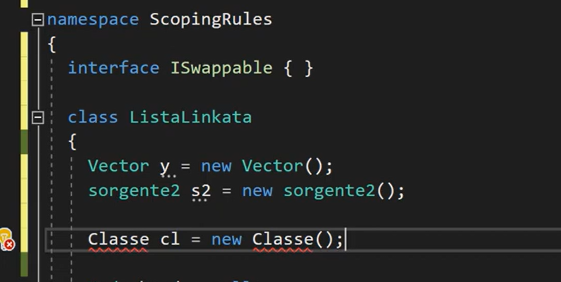 namespace ScopingRules
{
interface ISwappable { }
class ListaLinkata
{
Vector y = new Vector();
sorgente2 s2 = new sorgente2();
Classe cl = new Classe();